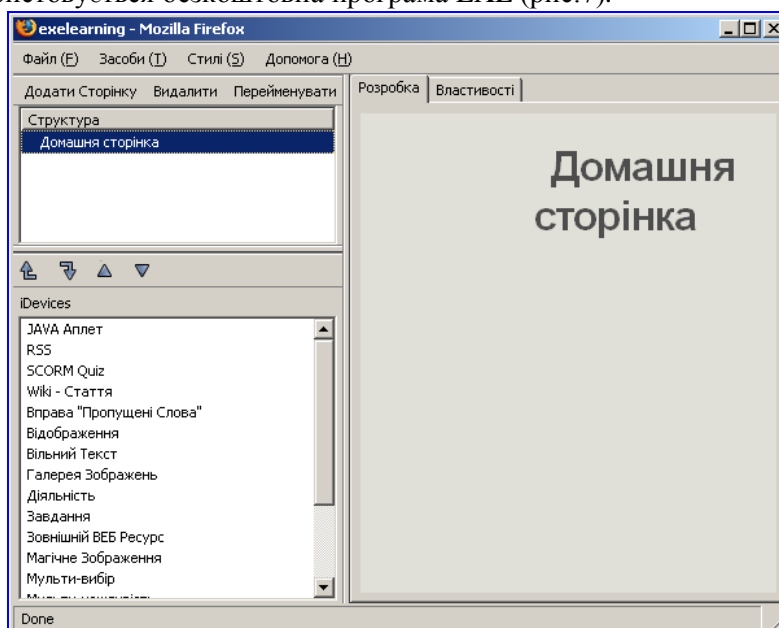 безкоштовна програма
exelearning - Mozilla Firefox
Файл (F) Засоби (T) Стилі (S) Допомога (H)
Додати Сторінку Видалити Перейменувати
Розробка Властивості
Структура
Домашня сторінка
Домашня
сторінка
iDevices
JAVA Аплет
RSS
SCORM Quiz
Wiki - Стаття
Вправа "Пропущені Слова"
Відображення
Вільний Текст
Галерея Зображень
Діяльність
Завдання
Зовнішній ВЕБ Ресурс
Магічне Зображення
Мульти-вибір
Done